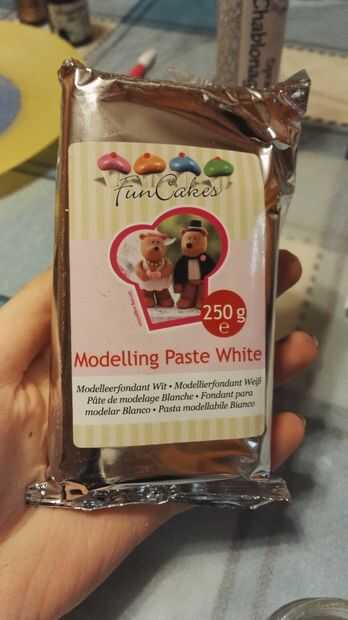 Chablon
FunCakes
250 g
e
Modelling Paste White
Modelleerfondant Wit • Modellierfondant Weiß
Pâte de modelage Blanche • Fondant para
modelar Blanco • Pasta modellabile Bianco